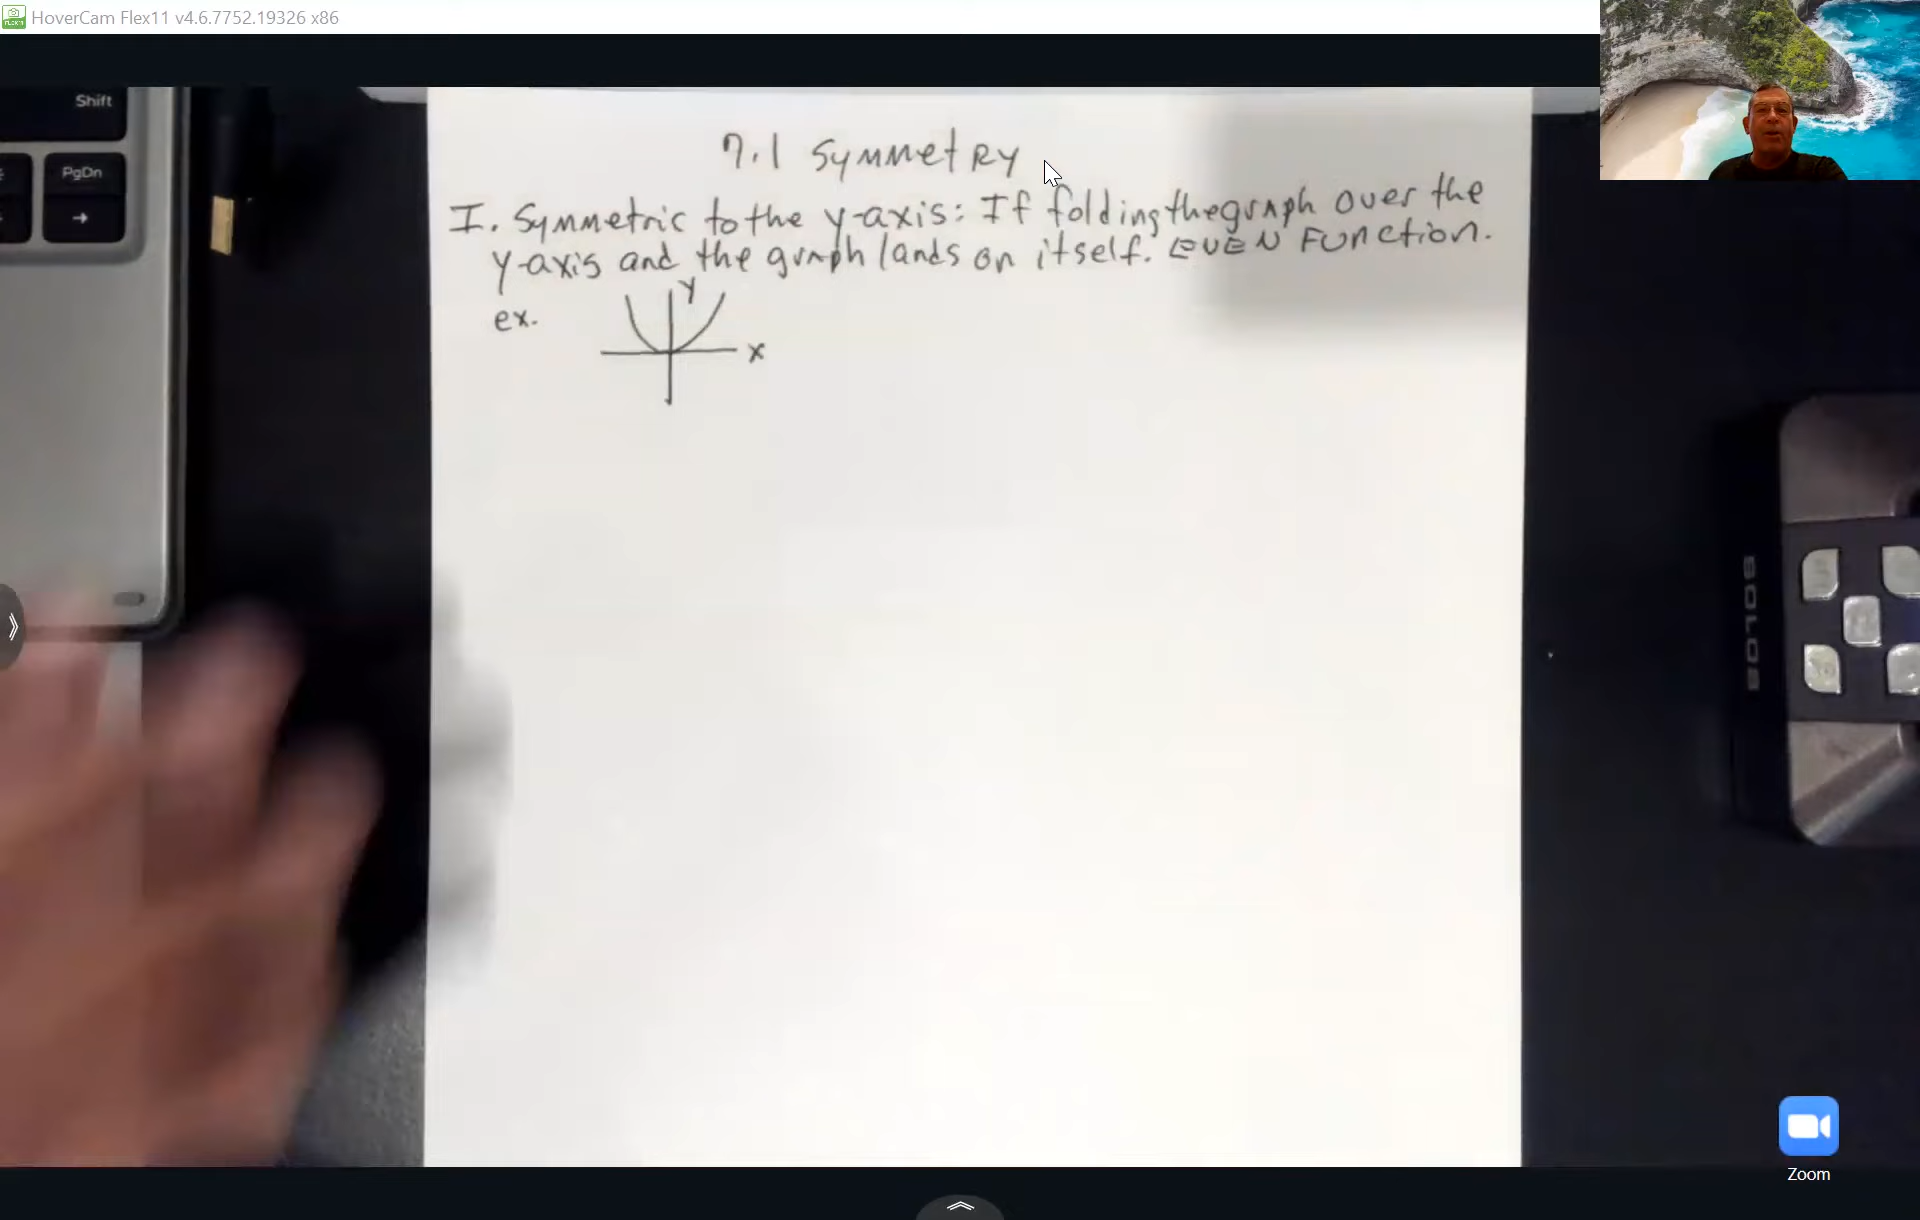 HoverCam Flex11 v4.6.7752.19326 x86
Shift
PgDn
7.1 Symmetry
I. Symmetric to the y-axis: If folding the graph over the
y-axis and the graph lands on itself. EVEN Function.
ex.
y
x
SOLO8
Zoom